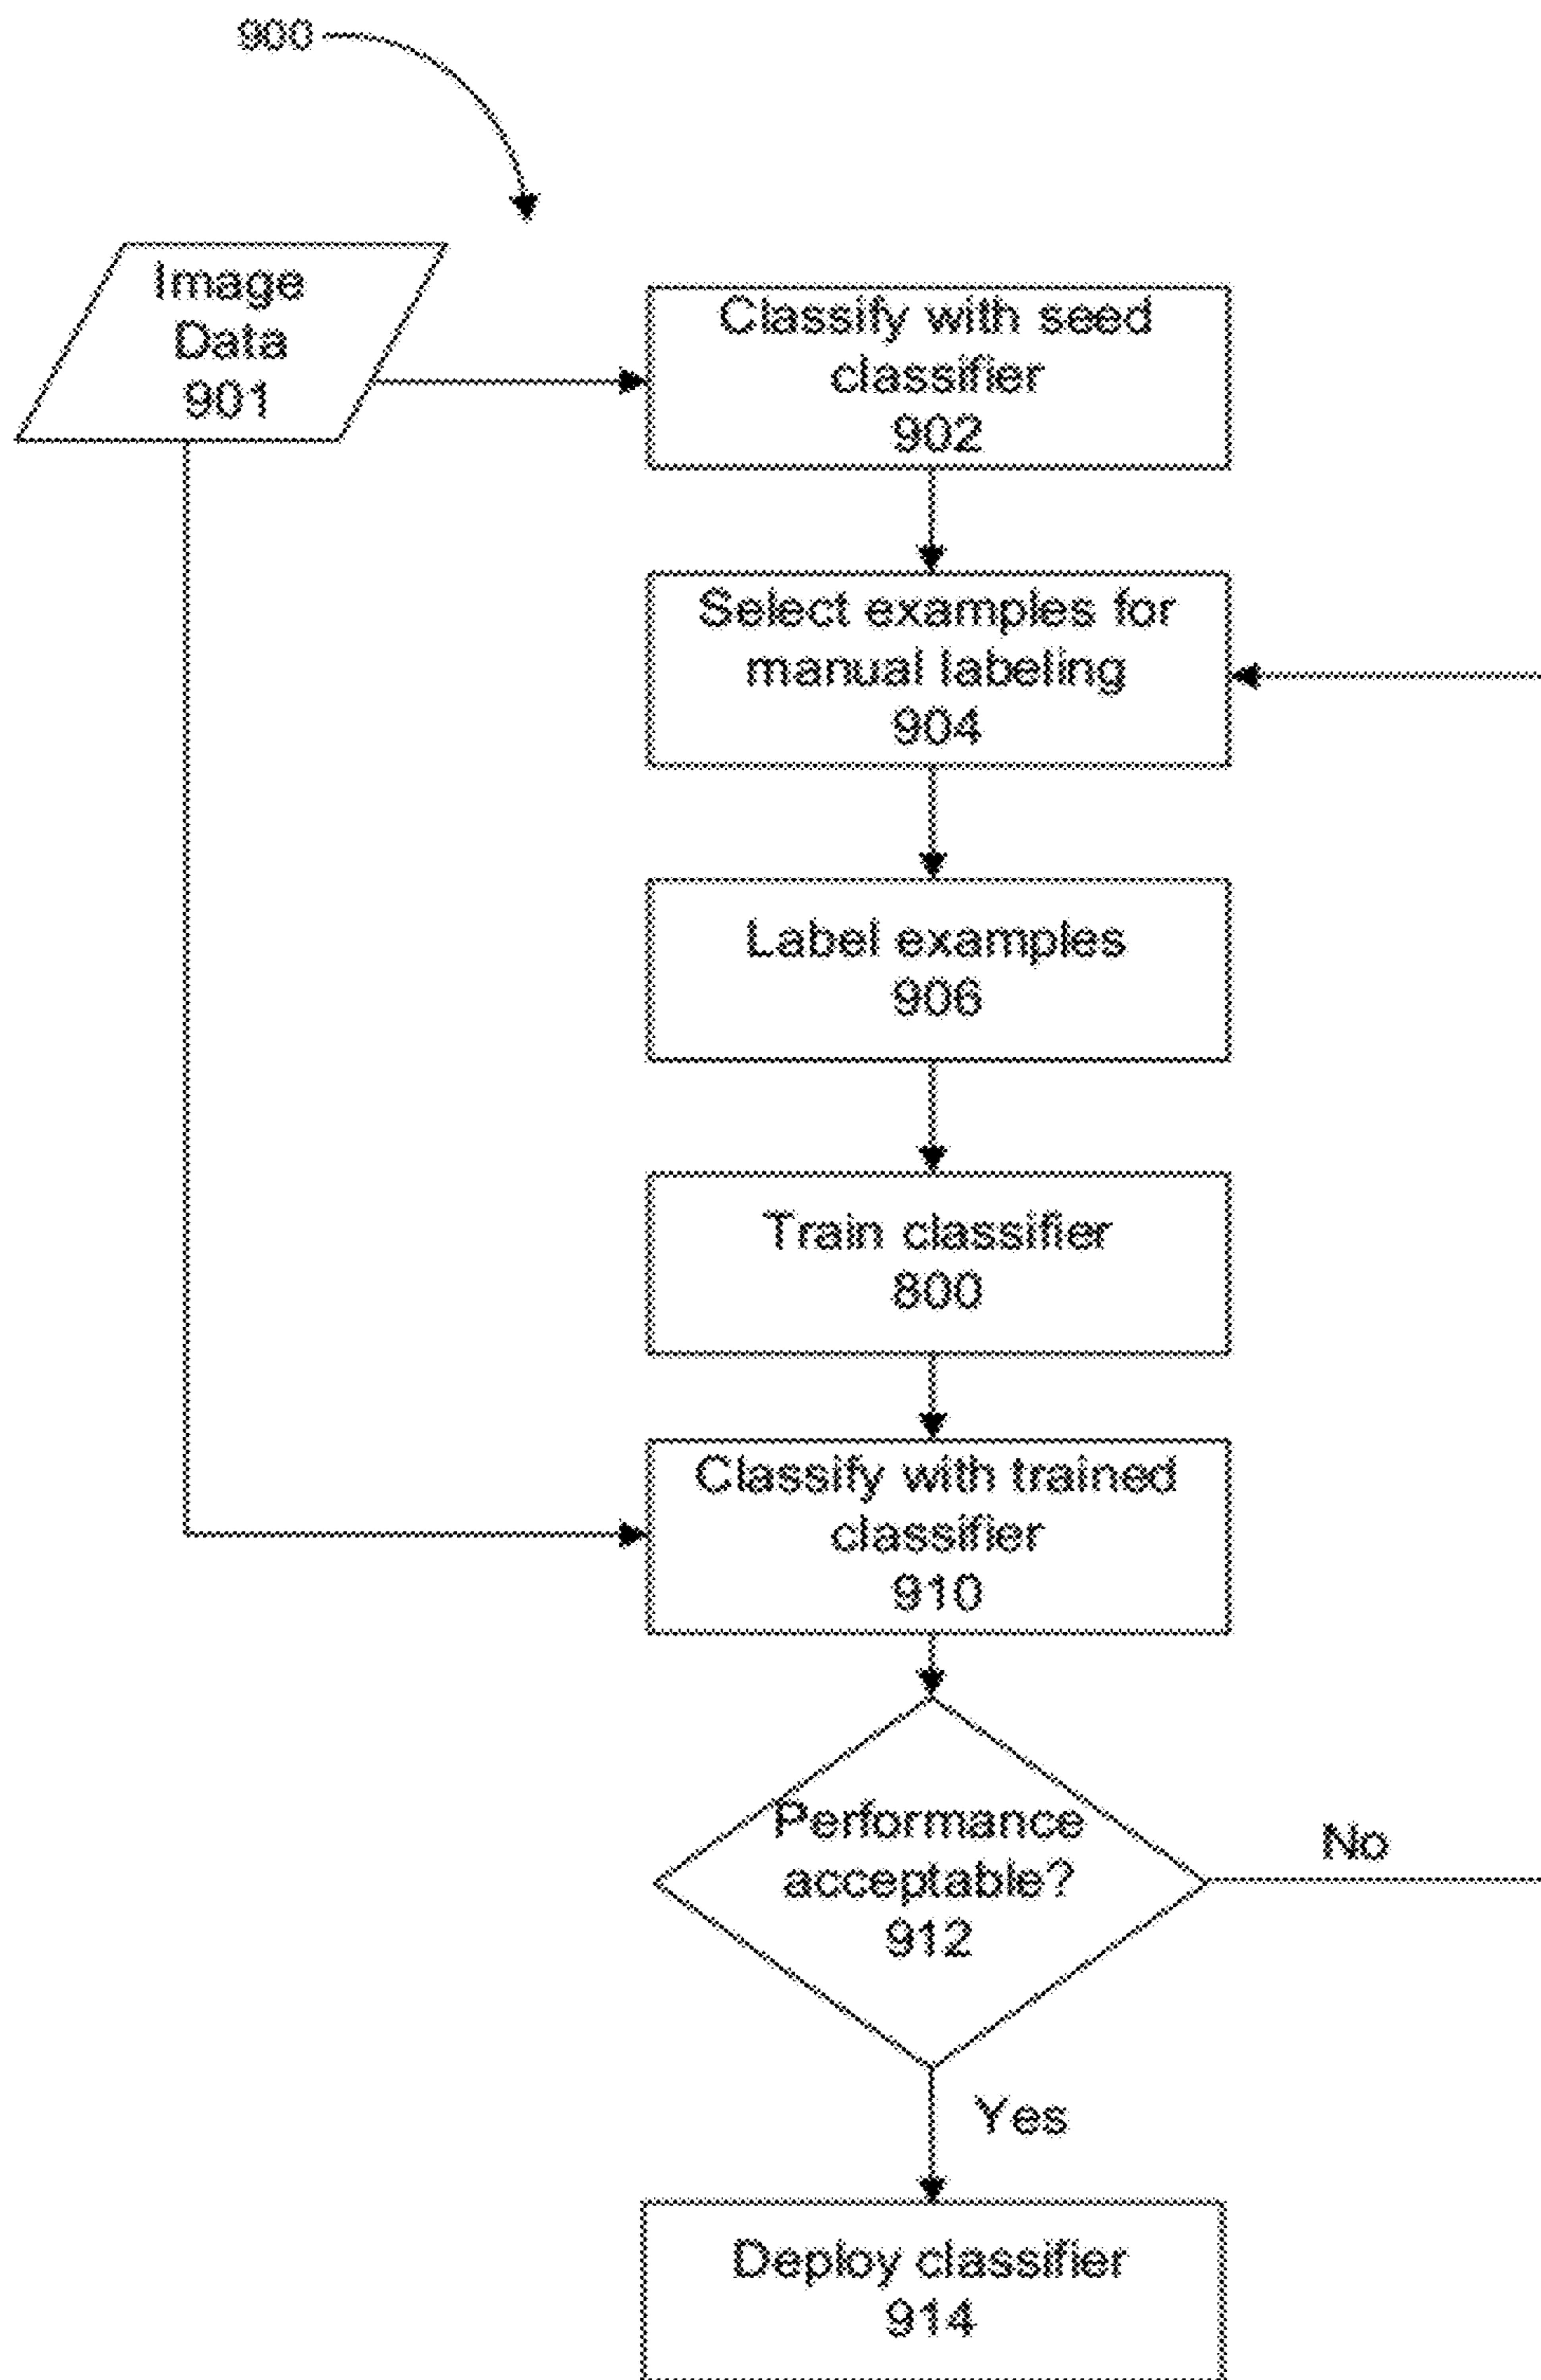 900
Image
Data
901
Classify with seed
classifier
902
Select examples for
manual labeling
904
Label examples
906
Train classifier
800
Classify with trained
classifier
910
Performance
acceptable?
912
No
Yes
Deploy classifier
914